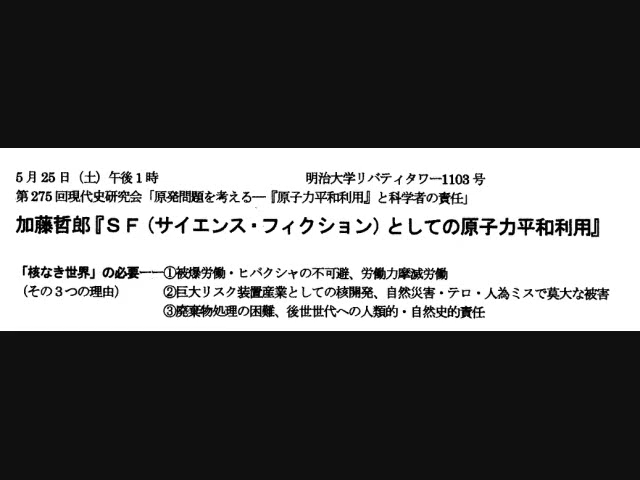 5月25日（土）午後1時 明治大学リバティタワー1103号
第275回現代史研究会「原発問題を考える―『原子力平和利用』と科学者の責任」
加藤哲郎『ＳＦ（サイエンス・フィクション）としての原子力平和利用』
「核なき世界」の必要――①被爆労働・ヒバクシャの不可避、労働力摩滅労働
（その３つの理由） ②巨大リスク装置産業としての核開発、自然災害・テロ・人為ミスで莫大な被害
③廃棄物処理の困難、後世世代への人類的・自然史的責任